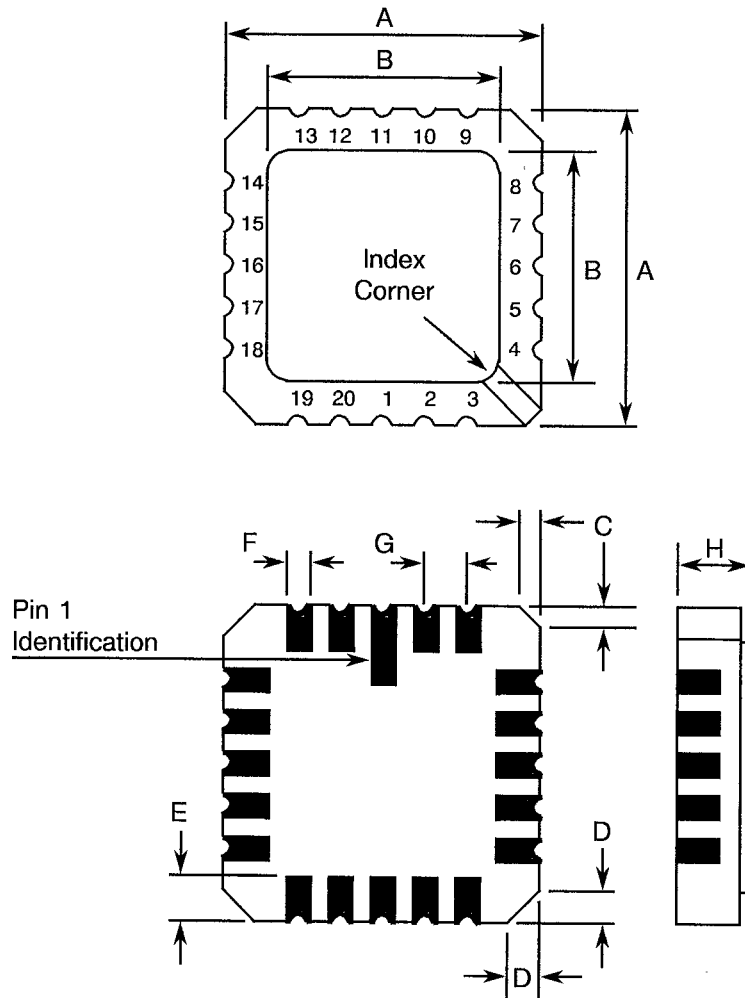 A
B
13 12 11 10 9
14 8
15 7
16 6
17 5
18 4
Index
Corner
B
A
19 20 1 2 3
F
G
C
H
Pin 1
Identification
E
D
D